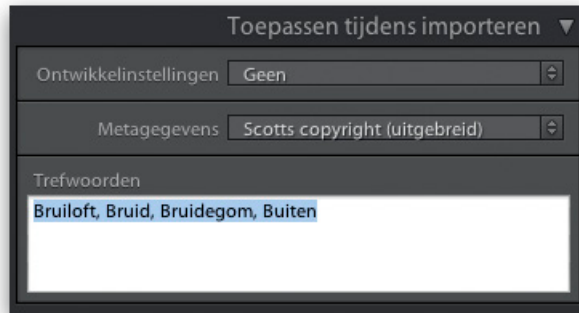 Toepassen tijdens importeren
Ontwikkelinstellingen Geen
Metagegevens Scotts copyright (uitgebreid)
Trefwoorden
Bruiloft, Bruid, Bruidegom, Buiten